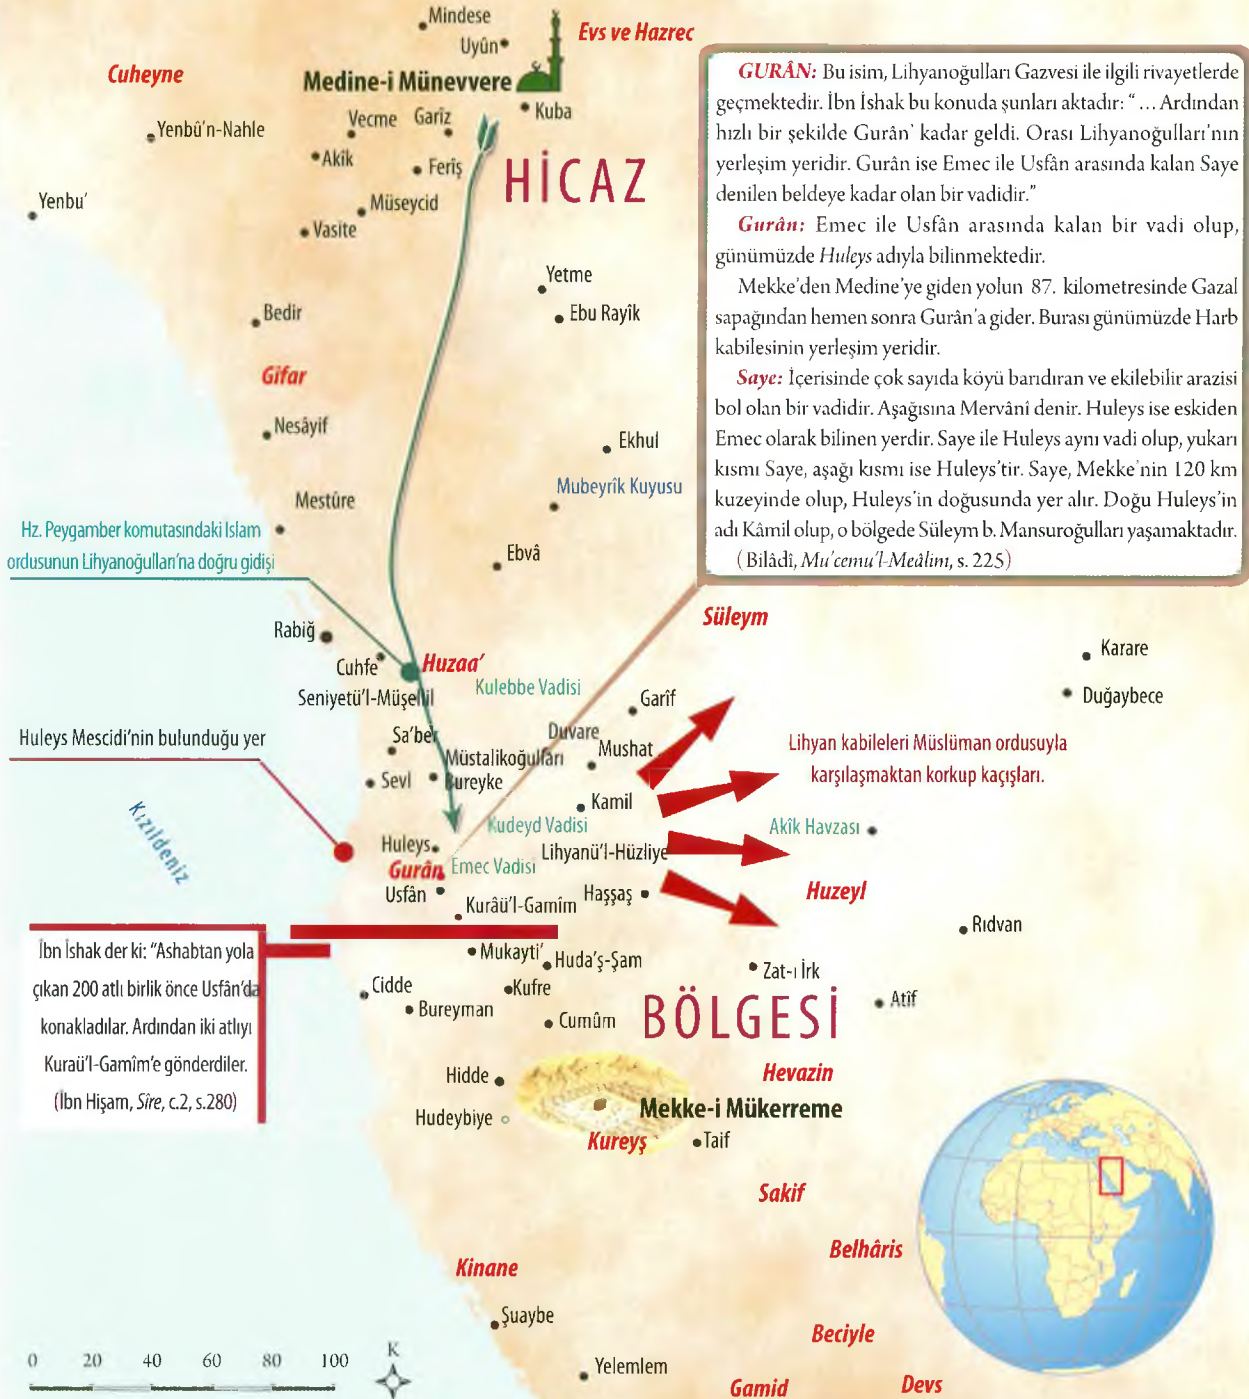 Mindese
Uyûn
Evs ve Hazrec
Cuheyne
Medine-i Münevvere
Kuba
Yenbû'n-Nahle
Vecme
Garîz
Akîk
Ferîş
HİCAZ
Yenbu'
Müseycid
Vasite
Yetme
Ebu Rayîk
Bedir
Gifar
Nesâyif
Ekhul
Mubeyrîk Kuyusu
Mestûre
Ebvâ
GURÂN: Bu isim, Lihyanoğulları Gazvesi ile ilgili rivayetlerde
geçmektedir. İbn İshak bu konuda şunları aktadır: “ ... Ardından
hızlı bir şekilde Gurân' kadar geldi. Orası Lihyanoğulları'nın
yerleşim yeridir. Gurân ise Emec ile Usfân arasında kalan Saye
denilen beldeye kadar olan bir vadidir.”
Gurân: Emec ile Usfân arasında kalan bir vadi olup,
günümüzde Huleys adıyla bilinmektedir.
Mekke'den Medine'ye giden yolun 87. kilometresinde Gazal
sapağından hemen sonra Gurân'a gider. Burası günümüzde Harb
kabilesinin yerleşim yeridir.
Saye: İçerisinde çok sayıda köyü barıdıran ve ekilebilir arazisi
bol olan bir vadidir. Aşağısına Mervânî denir. Huleys ise eskiden
Emec olarak bilinen yerdir. Saye ile Huleys aynı vadi olup, yukarı
kısmı Saye, aşağı kısmı ise Huleys'tir. Saye, Mekke'nin 120 km
kuzeyinde olup, Huleys'in doğusunda yer alır. Doğu Huleys'in
adı Kâmil olup, o bölgede Süleym b. Mansuroğulları yaşamaktadır.
(Bilâdî, Mu'cemu'l-Meâlim, s. 225)
Hz. Peygamber komutasındaki Islam
ordusunun Lihyanoğulları'na doğru gidişi
Süleym
Rabiğ
Cuhfe
Huzaa'
Karare
Seniyetü'l-Müşellil
Kulebbe Vadisi
Duğaybece
Garîf
Huleys Mescidi'nin bulunduğu yer
Sa'ber
Duvare
Mushat
Müstalikoğulları
Bureyke
Sevl
Lihyan kabileleri Müslüman ordusuyla
karşılaşmaktan korkup kaçışları.
Kamil
Kızıldeniz
Kudeyd Vadisi
Akîk Havzası
Huleys
Lihyanü'l-Hüzliye
Gurân
Emec Vadisi
Usfân
Haşşaş
Huzeyl
Kurâü'l-Gamîm
Rıdvan
İbn İshak der ki: “Ashabtan yola
çıkan 200 atlı birlik önce Usfân'da
konakladılar. Ardından iki atlıyı
Kuraü'l-Gamîm'e gönderdiler.
(İbn Hişam, Sîre, c.2, s.280)
Mukayti'
Huda'ş-Şam
Zat-ı İrk
Cidde
Kufre
Atîf
Bureyman
Cumûm
BÖLGESİ
Hidde
Hevazin
Mekke-i Mükerreme
Hudeybiye
Kureyş
Taif
Sakif
Belhâris
Kinane
Şuaybe
Beciyle
Yelemlem
Gamid
Devs
0 20 40 60 80 100
K